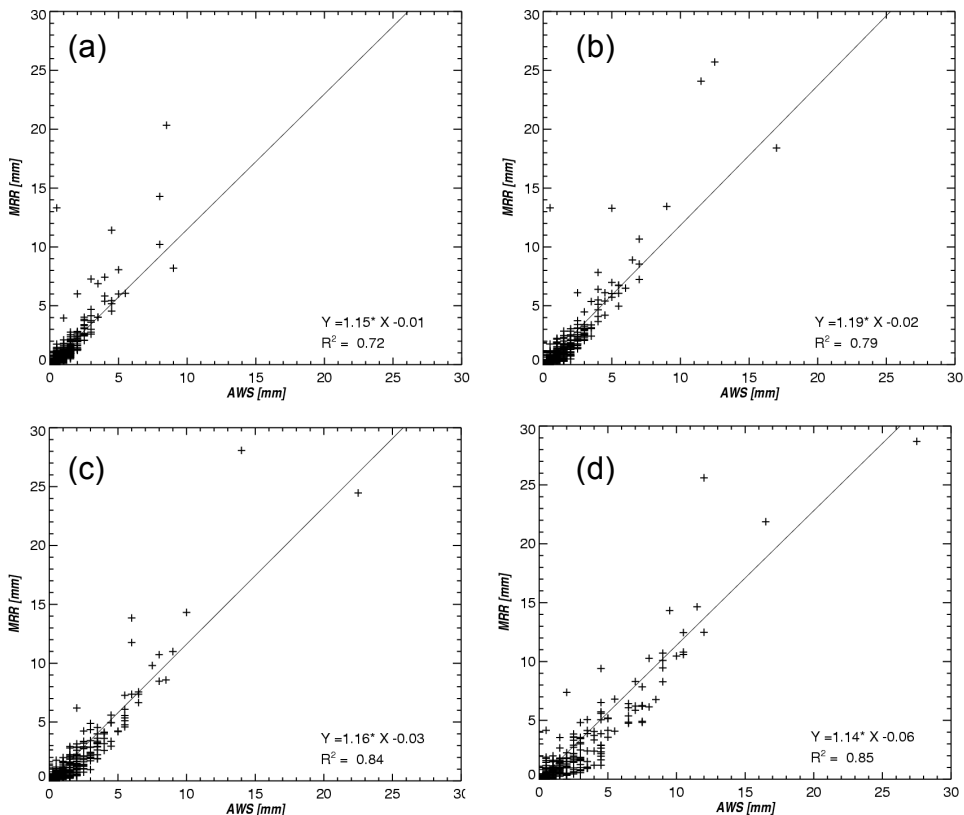 (a)
30
25
20
15
10
5
0
MRR [mm]
Y =1.15* X -0.01
R² = 0.72
0 5 10 15 20 25 30
AWS [mm]
(b)
30
25
20
15
10
5
0
MRR [mm]
Y =1.19* X -0.02
R² = 0.79
0 5 10 15 20 25 30
AWS [mm]
(c)
30
25
20
15
10
5
0
MRR [mm]
Y =1.16* X -0.03
R² = 0.84
0 5 10 15 20 25 30
AWS [mm]
(d)
30
25
20
15
10
5
0
MRR [mm]
Y =1.14* X -0.06
R² = 0.85
0 5 10 15 20 25 30
AWS [mm]